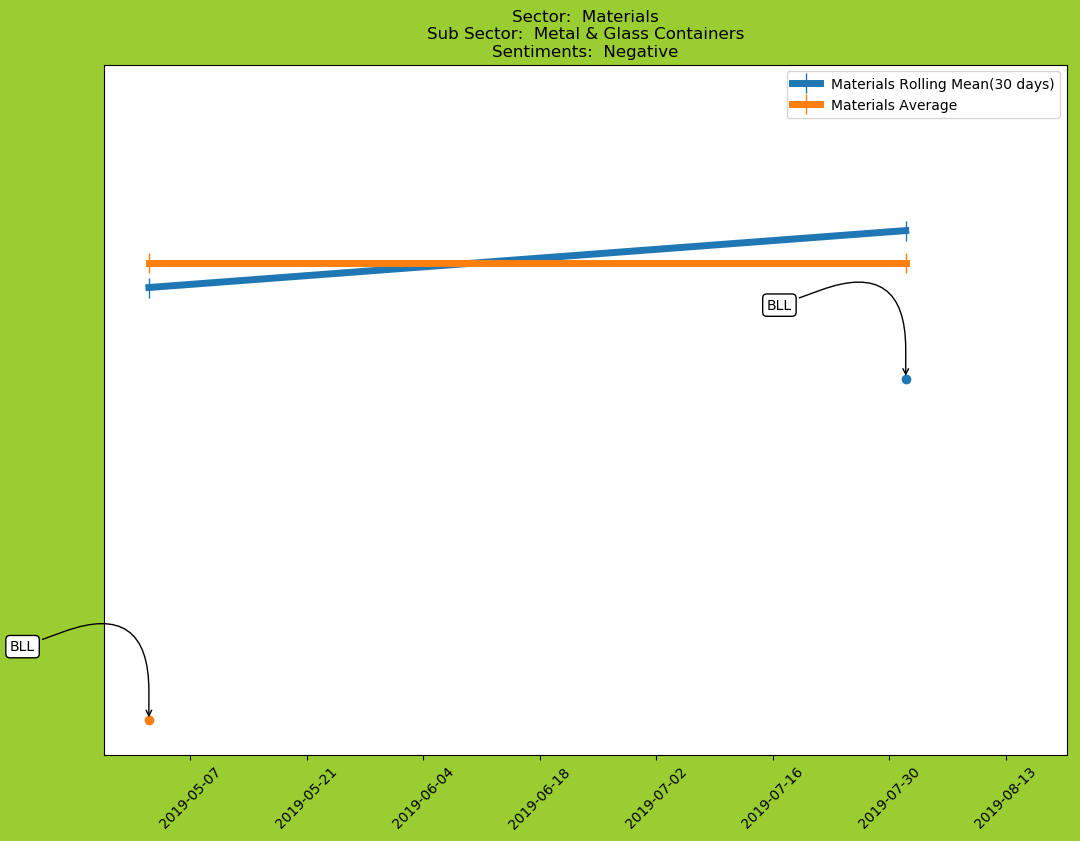 Sector:  Materials
Sub Sector:  Metal & Glass Containers
Sentiments:  Negative
Materials Rolling Mean(30 days)
Materials Average
BLL
BLL
2019-05-07
2019-05-21
2019-06-04
2019-06-18
2019-07-02
2019-07-16
2019-07-30
2019-08-13